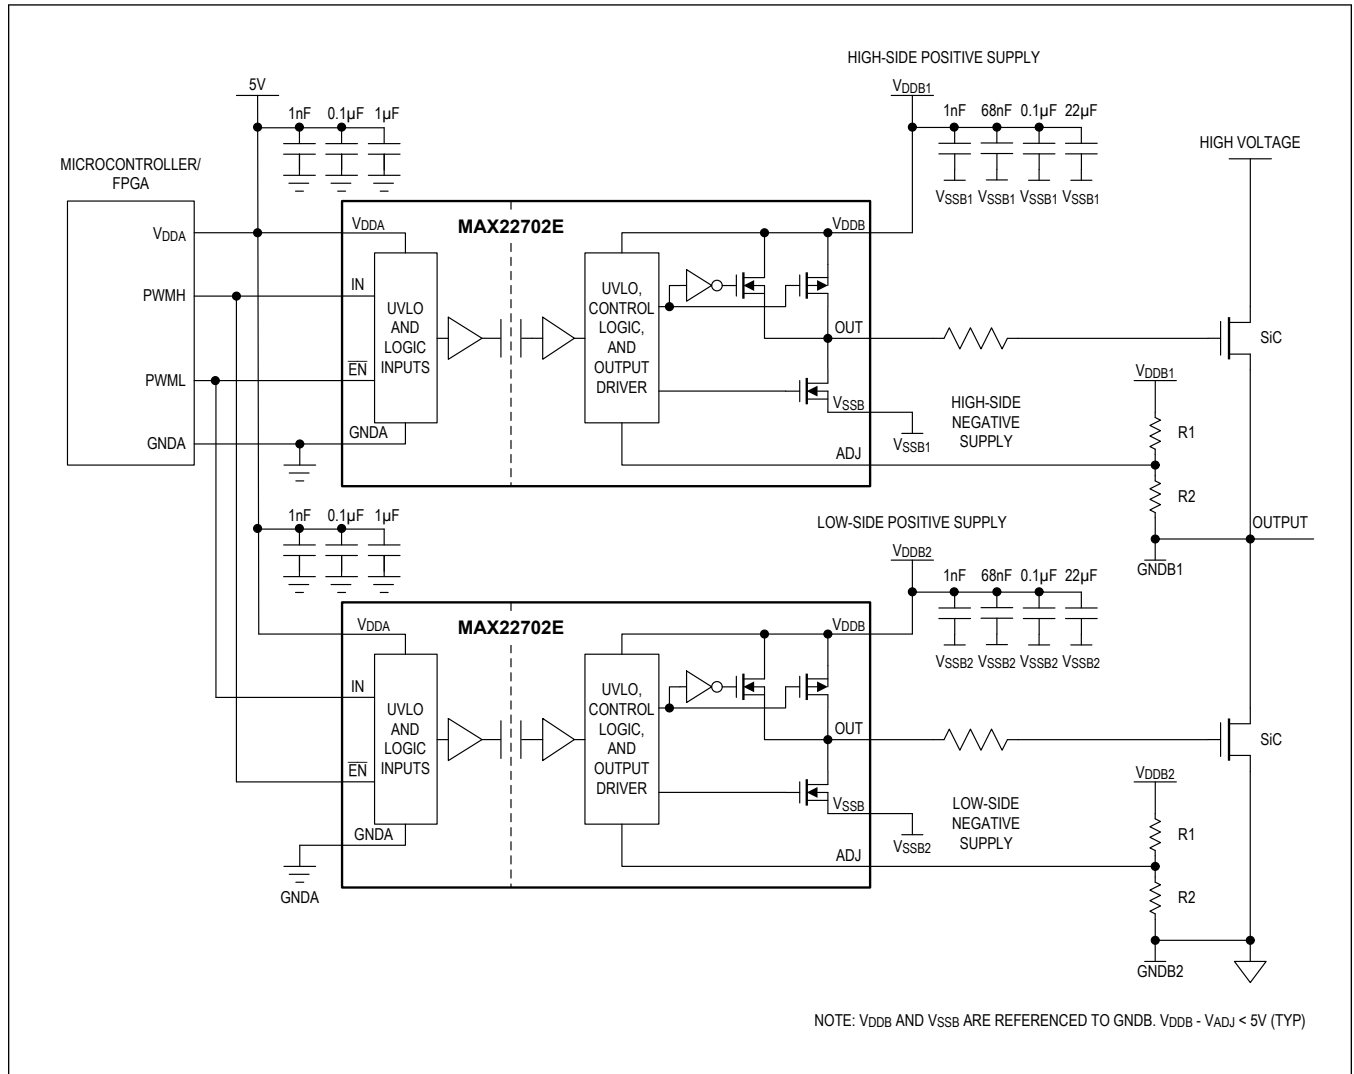 HIGH-SIDE POSITIVE SUPPLY
5V
VDDB1
1nF 0.1µF 1µF
1nF 68nF 0.1µF 22µF
HIGH VOLTAGE
MICROCONTROLLER/
FPGA
VSSB1 VSSB1 VSSB1 VSSB1
VDDA
VDDA
MAX22702E
VDDB
PWMH
IN
UVLO
AND
LOGIC
INPUTS
UVLO,
CONTROL
LOGIC,
AND
OUTPUT
DRIVER
OUT
SiC
PWML
EN
VDDB1
VSSB
HIGH-SIDE
NEGATIVE
SUPPLY
VSSB1
GNDA
GNDA
ADJ
R1
R2
OUTPUT
GNDB1
1nF 0.1µF 1µF
LOW-SIDE POSITIVE SUPPLY
VDDB2
1nF 68nF 0.1µF 22µF
VSSB2 VSSB2 VSSB2 VSSB2
VDDA
MAX22702E
VDDB
IN
UVLO
AND
LOGIC
INPUTS
UVLO,
CONTROL
LOGIC,
AND
OUTPUT
DRIVER
OUT
SiC
EN
VDDB2
VSSB
LOW-SIDE
NEGATIVE
SUPPLY
VSSB2
GNDA
ADJ
R1
R2
GNDA
GNDB2
NOTE: VDDB AND VSSB ARE REFERENCED TO GNDB. VDDB - VADJ < 5V (TYP)